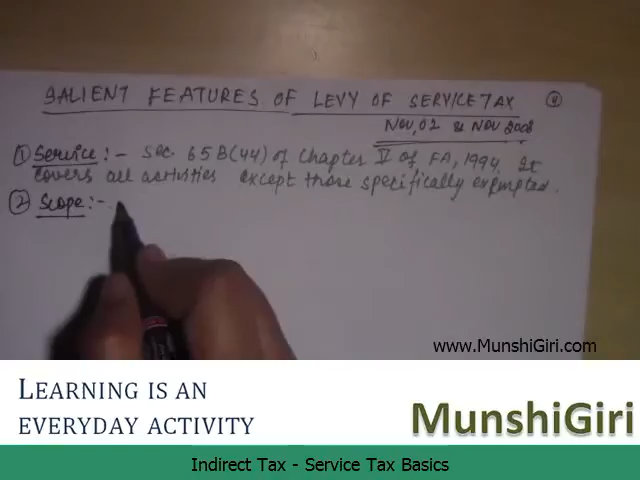 SALIENT FEATURES OF LEVY OF SERVICE TAX
4
NOV, 02 & NOV 2008
1 Service :- Sec 65 B(44) of Chapter V of FA, 1994. It
covers all activities except those specifically exempted.
2 Scope :-
www.MunshiGiri.com
LEARNING IS AN
EVERYDAY ACTIVITY
MunshiGiri
Indirect Tax - Service Tax Basics